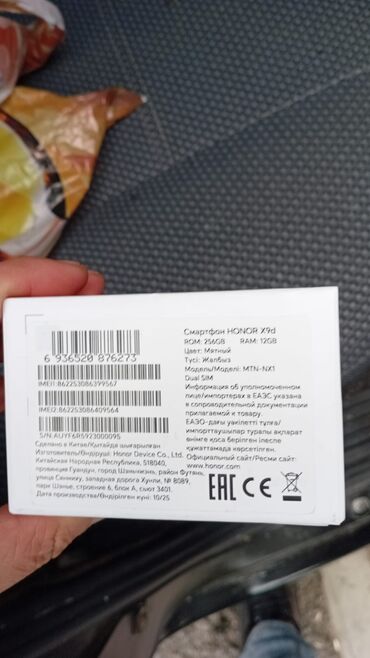 6 936520 876273
IMEI1:862253086399567
IMEI2:862253086409564
S/N:AUYF6R5923000095
Сделано в Китае/Қытайда шығарылған
Изготовитель/Өндіруші: Honor Device Co., Ltd.
Китайская Народная Республика, 518040,
провинция Гуандун, город Шэньчжэнь, район Футянь,
улица Сянмиху, западная дорога Хунли, № 8089,
парк Шэнье, строение 6, блок А, сьют 3401.
Дата производства/Өндірілген күні: 10/25
Смартфон HONOR X9d
ROM: 256GB RAM: 12GB
Цвет: Мятный
Түсі: Жалбыз
Модель/Моделі: MTN-NX1
Dual SIM
Информация об уполномоченном
лице/импортерах в ЕАЭС указана
в сопроводительной документации
прилагаемой к товару.
ЕАЭО-дағы уәкілетті тұлға/
импорттаушылар туралы ақпарат
өнімге қоса берілген ілеспе
құжаттамада көрсетілген.
Официальный сайт/Ресми сайт:
www.honor.com
EAC CE